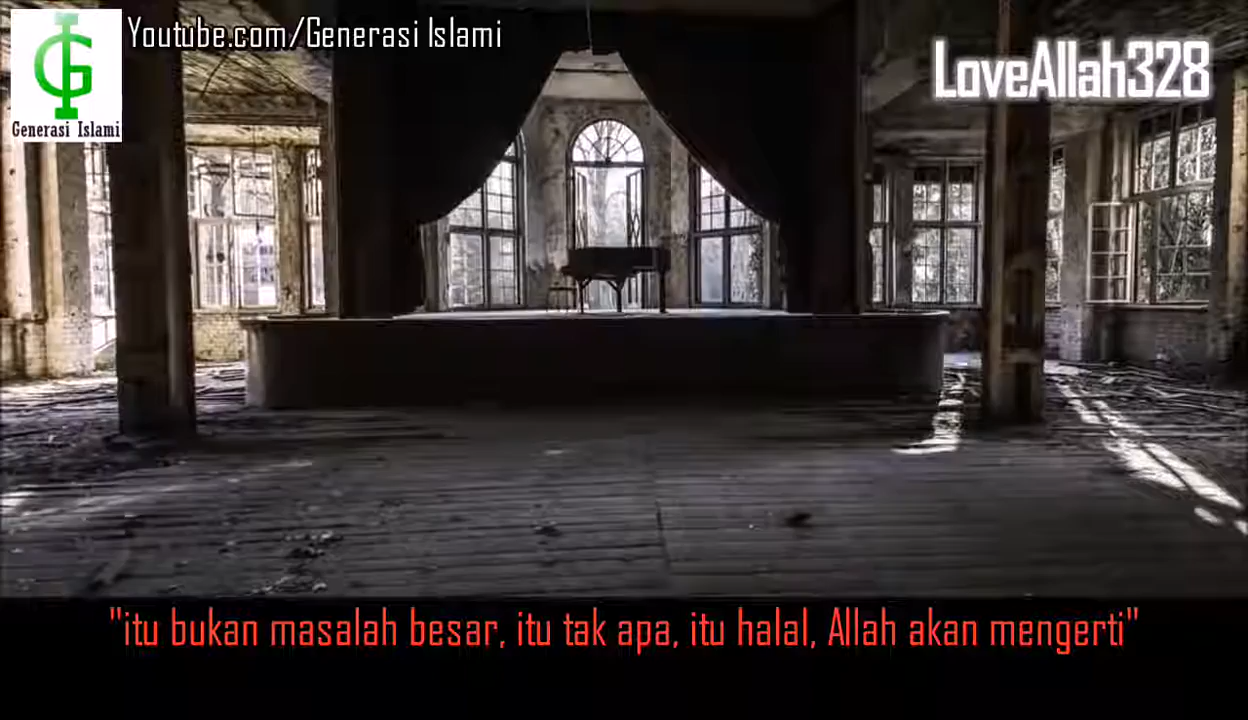 Youtube.com/Generasi Islami
LoveAllah328
GI
Generasi Islami
"itu bukan masalah besar, itu tak apa, itu halal, Allah akan mengerti"